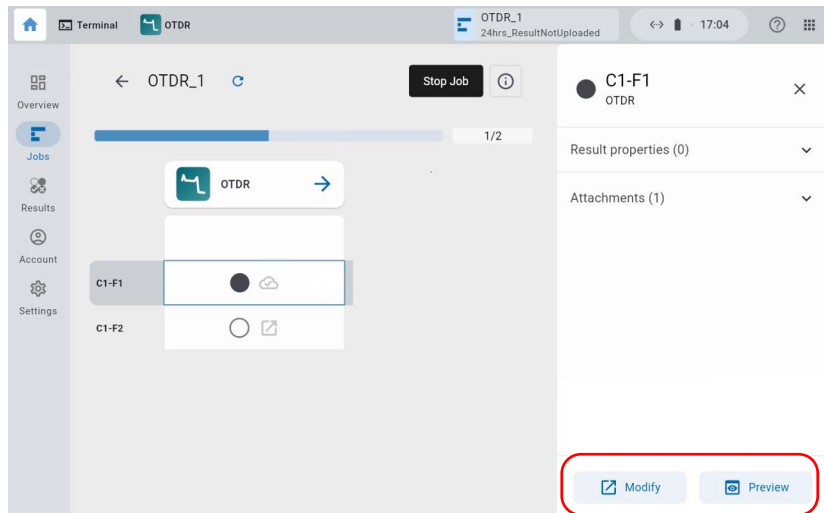 Terminal
OTDR
OTDR_1
24hrs_ResultNotUploaded
17:04
Overview
Jobs
Results
Account
Settings
OTDR_1
Stop Job
1/2
OTDR
C1-F1
C1-F2
C1-F1
OTDR
Result properties (0)
Attachments (1)
Modify
Preview